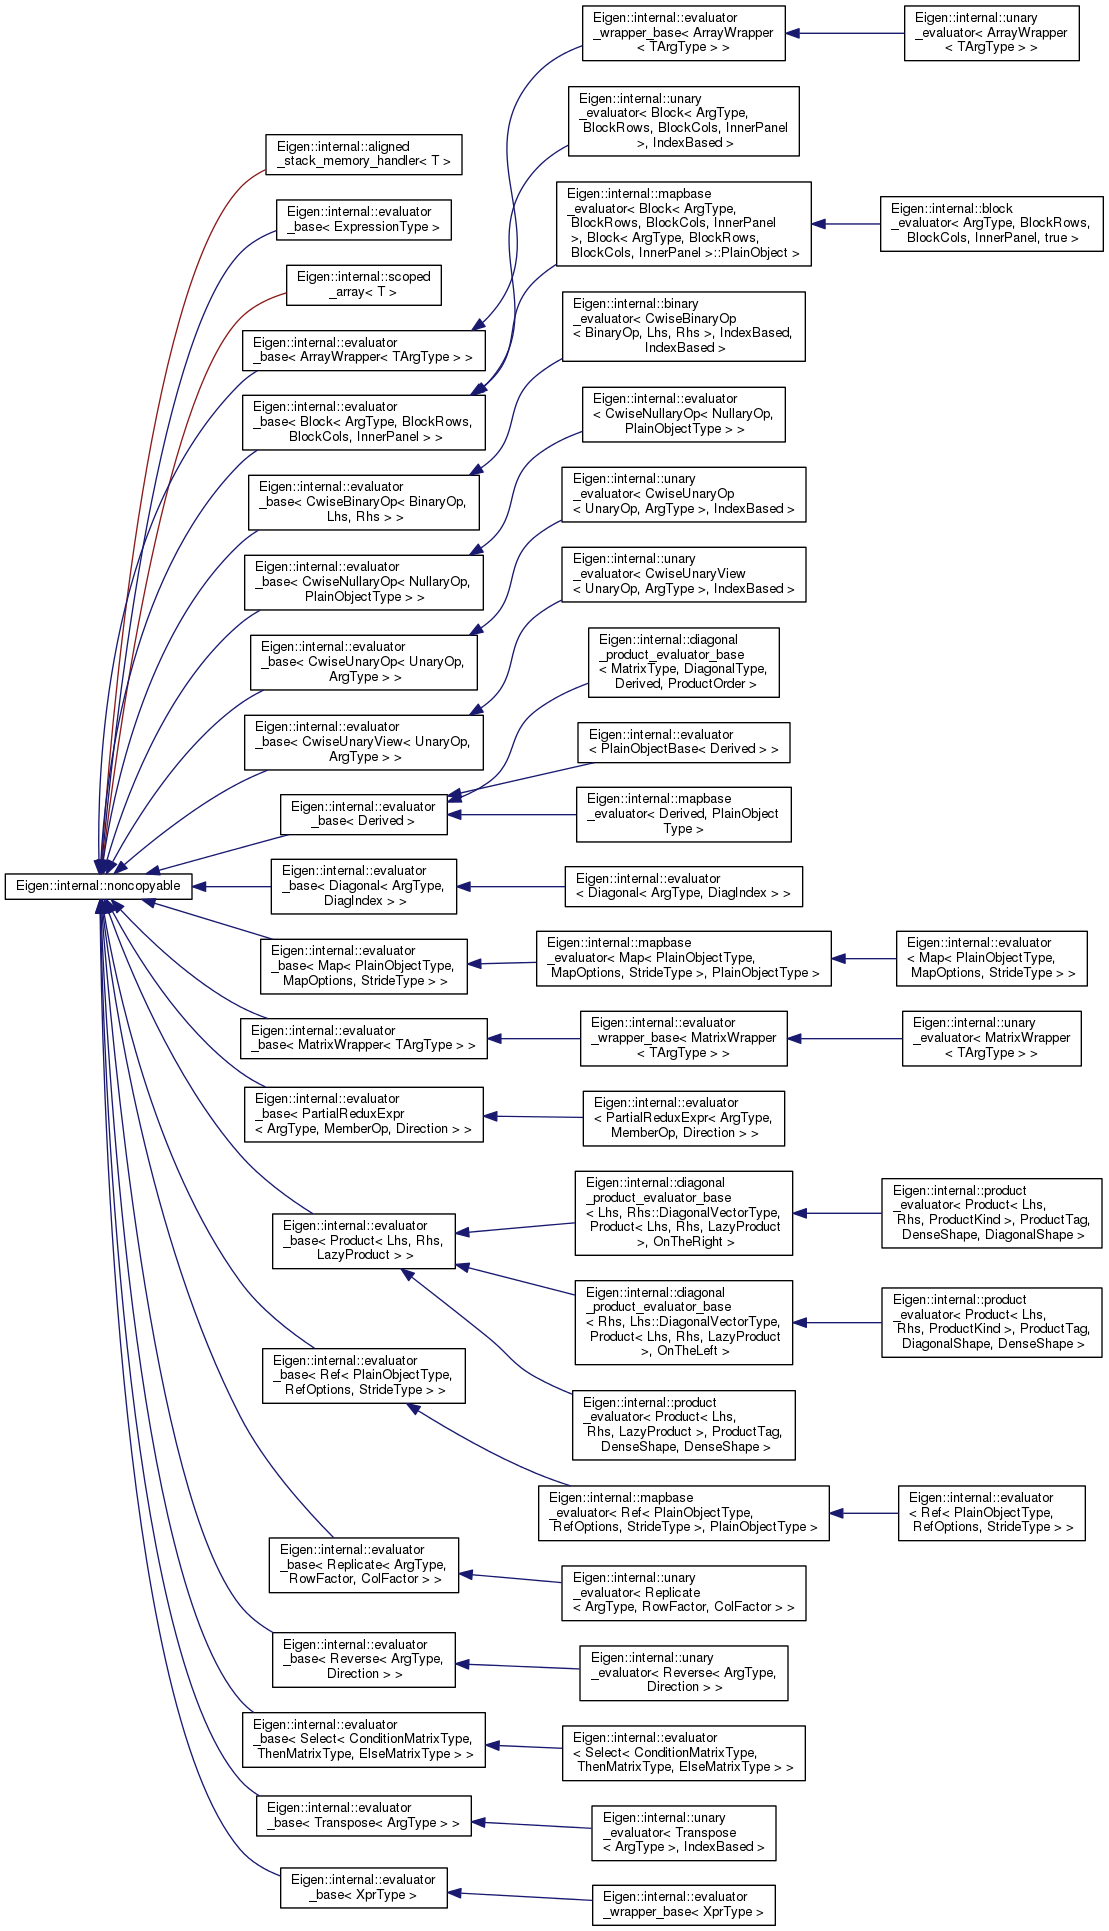 Eigen::internal::noncopyable
Eigen::internal::aligned
_stack_memory_handler< T >
Eigen::internal::evaluator
_base< ExpressionType >
Eigen::internal::scoped
_array< T >
Eigen::internal::evaluator
_base< ArrayWrapper< TArgType > >
Eigen::internal::evaluator
_base< Block< ArgType, BlockRows,
BlockCols, InnerPanel > >
Eigen::internal::evaluator
_base< CwiseBinaryOp< BinaryOp,
Lhs, Rhs > >
Eigen::internal::evaluator
_base< CwiseNullaryOp< NullaryOp,
PlainObjectType > >
Eigen::internal::evaluator
_base< CwiseUnaryOp< UnaryOp,
ArgType > >
Eigen::internal::evaluator
_base< CwiseUnaryView< UnaryOp,
ArgType > >
Eigen::internal::evaluator
_base< Derived >
Eigen::internal::evaluator
_base< Diagonal< ArgType,
DiagIndex > >
Eigen::internal::evaluator
_base< Map< PlainObjectType,
MapOptions, StrideType > >
Eigen::internal::evaluator
_base< MatrixWrapper< TArgType > >
Eigen::internal::evaluator
_base< PartialReduxExpr
< ArgType, MemberOp, Direction > >
Eigen::internal::evaluator
_base< Product< Lhs, Rhs,
LazyProduct > >
Eigen::internal::evaluator
_base< Ref< PlainObjectType,
RefOptions, StrideType > >
Eigen::internal::evaluator
_base< Replicate< ArgType,
RowFactor, ColFactor > >
Eigen::internal::evaluator
_base< Reverse< ArgType,
Direction > >
Eigen::internal::evaluator
_base< Select< ConditionMatrixType,
ThenMatrixType, ElseMatrixType > >
Eigen::internal::evaluator
_base< Transpose< ArgType > >
Eigen::internal::evaluator
_base< XprType >
Eigen::internal::evaluator
_wrapper_base< ArrayWrapper
< TArgType > >
Eigen::internal::unary
_evaluator< Block< ArgType,
BlockRows, BlockCols, InnerPanel
>, IndexBased >
Eigen::internal::mapbase
_evaluator< Block< ArgType,
BlockRows, BlockCols, InnerPanel
>, Block< ArgType, BlockRows,
BlockCols, InnerPanel >::PlainObject >
Eigen::internal::binary
_evaluator< CwiseBinaryOp
< BinaryOp, Lhs, Rhs >, IndexBased,
IndexBased >
Eigen::internal::evaluator
< CwiseNullaryOp< NullaryOp,
PlainObjectType > >
Eigen::internal::unary
_evaluator< CwiseUnaryOp
< UnaryOp, ArgType >, IndexBased >
Eigen::internal::unary
_evaluator< CwiseUnaryView
< UnaryOp, ArgType >, IndexBased >
Eigen::internal::diagonal
_product_evaluator_base
< MatrixType, DiagonalType,
Derived, ProductOrder >
Eigen::internal::evaluator
< PlainObjectBase< Derived > >
Eigen::internal::mapbase
_evaluator< Derived, PlainObject
Type >
Eigen::internal::evaluator
< Diagonal< ArgType, DiagIndex > >
Eigen::internal::mapbase
_evaluator< Map< PlainObjectType,
MapOptions, StrideType >, PlainObjectType >
Eigen::internal::evaluator
_wrapper_base< MatrixWrapper
< TArgType > >
Eigen::internal::evaluator
< PartialReduxExpr< ArgType,
MemberOp, Direction > >
Eigen::internal::diagonal
_product_evaluator_base
< Lhs, Rhs::DiagonalVectorType,
Product< Lhs, Rhs, LazyProduct
>, OnTheRight >
Eigen::internal::diagonal
_product_evaluator_base
< Rhs, Lhs::DiagonalVectorType,
Product< Lhs, Rhs, LazyProduct
>, OnTheLeft >
Eigen::internal::product
_evaluator< Product< Lhs,
Rhs, LazyProduct >, ProductTag,
DenseShape, DenseShape >
Eigen::internal::mapbase
_evaluator< Ref< PlainObjectType,
RefOptions, StrideType >, PlainObjectType >
Eigen::internal::unary
_evaluator< Replicate
< ArgType, RowFactor, ColFactor > >
Eigen::internal::unary
_evaluator< Reverse< ArgType,
Direction > >
Eigen::internal::evaluator
< Select< ConditionMatrixType,
ThenMatrixType, ElseMatrixType > >
Eigen::internal::unary
_evaluator< Transpose
< ArgType >, IndexBased >
Eigen::internal::evaluator
_wrapper_base< XprType >
Eigen::internal::unary
_evaluator< ArrayWrapper
< TArgType > >
Eigen::internal::block
_evaluator< ArgType, BlockRows,
BlockCols, InnerPanel, true >
Eigen::internal::evaluator
< Map< PlainObjectType,
MapOptions, StrideType > >
Eigen::internal::unary
_evaluator< MatrixWrapper
< TArgType > >
Eigen::internal::product
_evaluator< Product< Lhs,
Rhs, ProductKind >, ProductTag,
DenseShape, DiagonalShape >
Eigen::internal::product
_evaluator< Product< Lhs,
Rhs, ProductKind >, ProductTag,
DiagonalShape, DenseShape >
Eigen::internal::evaluator
< Ref< PlainObjectType,
RefOptions, StrideType > >